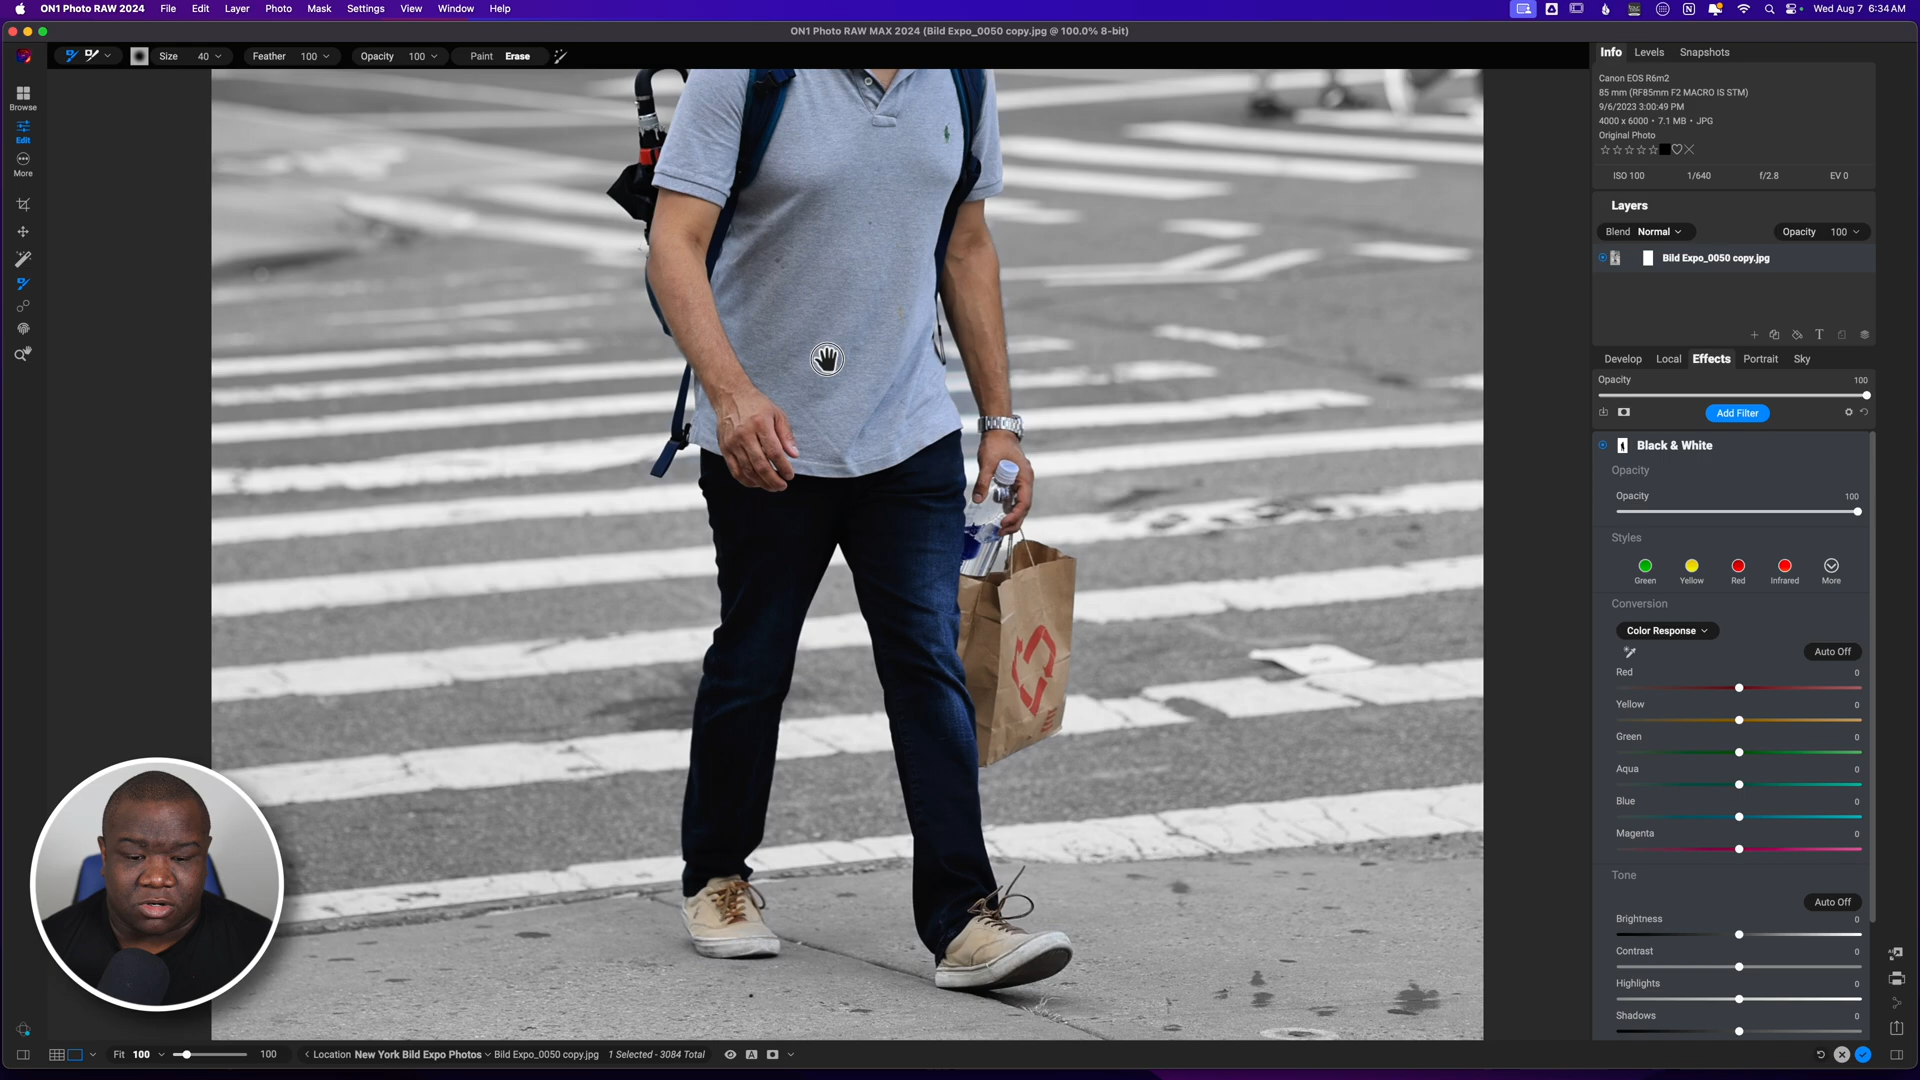 ON1 Photo RAW MAX 2024 File Edit Layer Photo Mask Settings View Window Help Wed Aug 7 6:34 AM
ON1 Photo RAW MAX 2024 (Bild Expo_0050 copy.jpg @ 100.0% 8-bit)
Size 40 Feather 100 Opacity 100 Paint Erase
Browse
Edit
More
Info Levels Snapshots
Canon EOS R6m2
85 mm (RF85mm F2 MACRO IS STM)
9/6/2023 3:00:49 PM
4000 x 6000 • 7.1 MB • JPG
Original Photo
ISO 100 1/640 f/2.8 EV 0
Layers
Blend Normal Opacity 100
Bild Expo_0050 copy.jpg
Develop Local Effects Portrait Sky
Opacity 100
Add Filter
Black & White
Opacity
Opacity 100
Styles
Green Yellow Red Infrared More
Conversion
Color Response
Auto Off
Red 0
Yellow 0
Green 0
Aqua 0
Blue 0
Magenta 0
Tone
Auto Off
Brightness 0
Contrast 0
Highlights 0
Shadows 0
Fit 100 100 Location New York Bild Expo Photos Bild Expo_0050 copy.jpg 1 Selected - 3084 Total